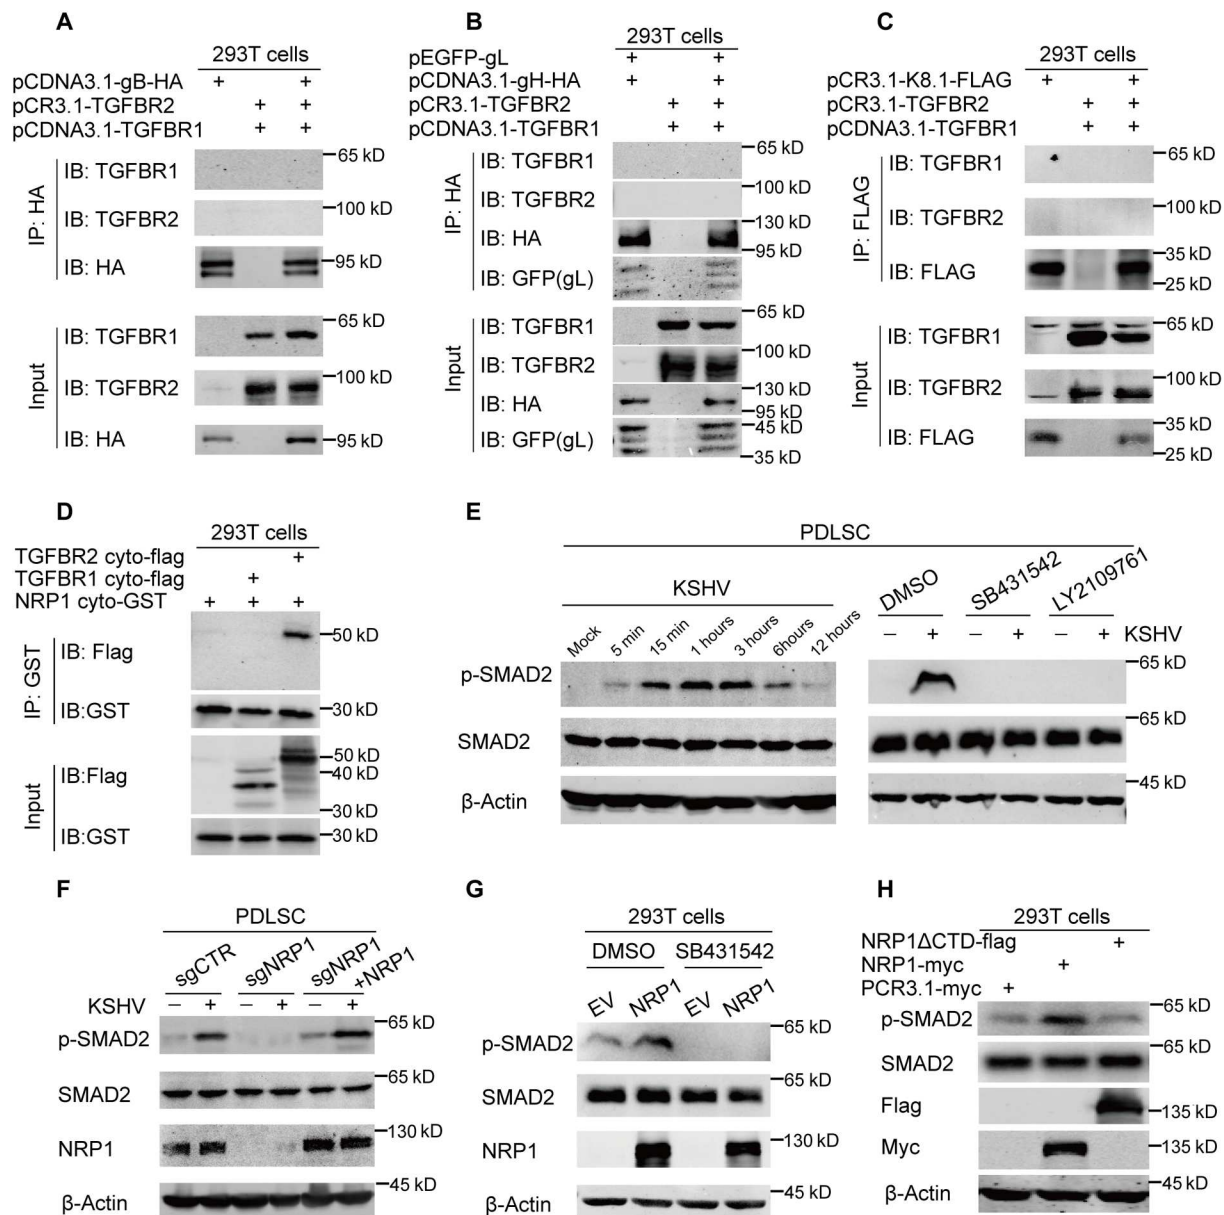 A
293T cells
pCDNA3.1-gB-HA + +
pCR3.1-TGFBR2 + +
pCDNA3.1-TGFBR1 + +
IP: HA
IB: TGFBR1 65 kD
IB: TGFBR2 100 kD
IB: HA 95 kD
Input
IB: TGFBR1 65 kD
IB: TGFBR2 100 kD
IB: HA 95 kD
B
293T cells
pEGFP-gL + +
pCDNA3.1-gH-HA + +
pCR3.1-TGFBR2 + +
pCDNA3.1-TGFBR1 + +
IP: HA
IB: TGFBR1 65 kD
IB: TGFBR2 100 kD
130 kD
IB: HA 95 kD
IB: GFP(gL)
Input
IB: TGFBR1 65 kD
IB: TGFBR2 100 kD
130 kD
IB: HA 95 kD
45 kD
IB: GFP(gL)
35 kD
C
293T cells
pCR3.1-K8.1-FLAG + +
pCR3.1-TGFBR2 + +
pCDNA3.1-TGFBR1 + +
IP: FLAG
IB: TGFBR1 65 kD
IB: TGFBR2 100 kD
35 kD
IB: FLAG 25 kD
Input
IB: TGFBR1 65 kD
IB: TGFBR2 100 kD
35 kD
IB: FLAG 25 kD
D
293T cells
TGFBR2 cyto-flag +
TGFBR1 cyto-flag +
NRP1 cyto-GST + + +
IP: GST
IB: Flag 50 kD
IB:GST 30 kD
Input
50 kD
IB:Flag 40 kD
30 kD
IB:GST 30 kD
E
PDLSC
KSHV
Mock 5 min 15 min 1 hours 3 hours 6hours 12 hours
DMSO SB431542 LY2109761
− + − + − + KSHV
p-SMAD2 65 kD
SMAD2 65 kD
β-Actin 45 kD
F
PDLSC
sgCTR sgNRP1 sgNRP1 +NRP1
KSHV − + − + − +
p-SMAD2 65 kD
SMAD2 65 kD
NRP1 130 kD
β-Actin 45 kD
G
293T cells
DMSO SB431542
EV NRP1 EV NRP1
p-SMAD2 65 kD
SMAD2 65 kD
NRP1 130 kD
β-Actin 45 kD
H
293T cells
NRP1ΔCTD-flag +
NRP1-myc +
PCR3.1-myc +
p-SMAD2 65 kD
SMAD2 65 kD
Flag 135 kD
Myc 135 kD
β-Actin 45 kD